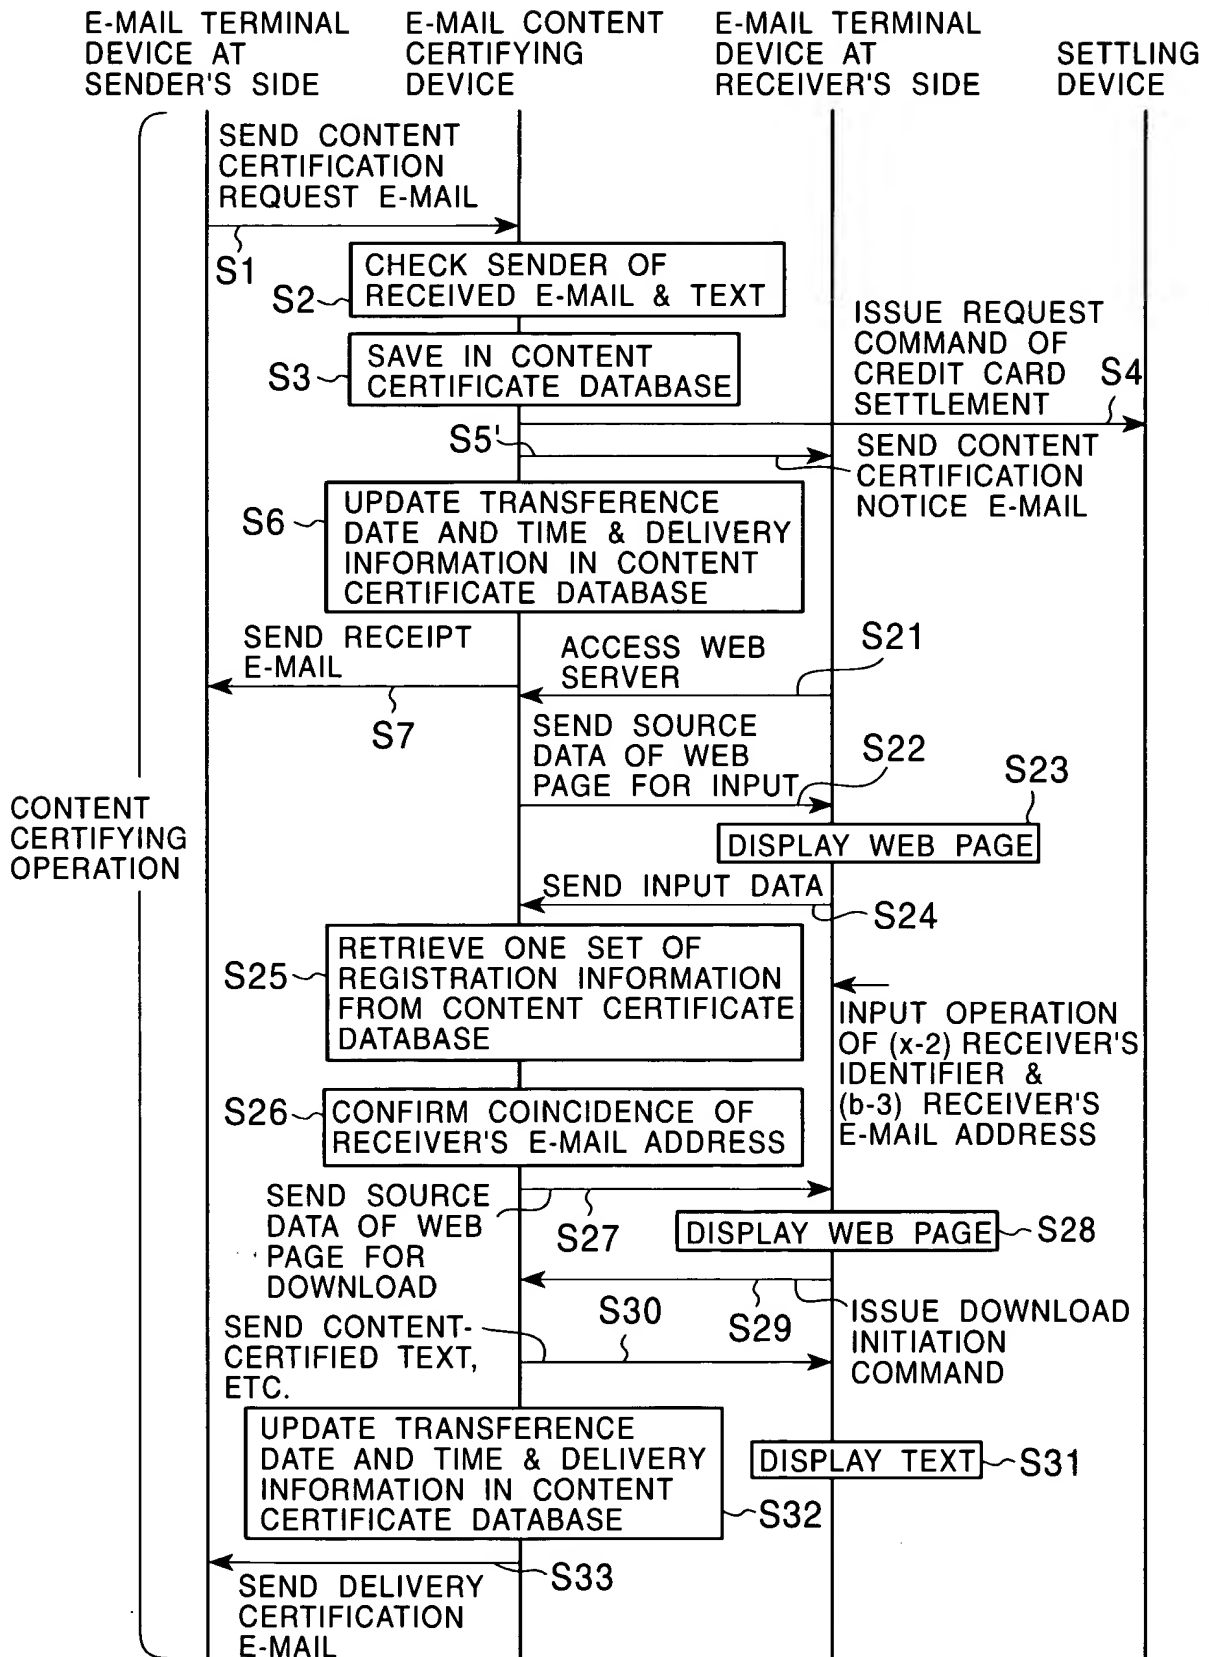 E-MAIL TERMINAL
DEVICE AT
SENDER'S SIDE
E-MAIL CONTENT
CERTIFYING
DEVICE
E-MAIL TERMINAL
DEVICE AT
RECEIVER'S SIDE
SETTLING
DEVICE
SEND CONTENT
CERTIFICATION
REQUEST E-MAIL
S1
CHECK SENDER OF
RECEIVED E-MAIL & TEXT
S2
SAVE IN CONTENT
CERTIFICATE DATABASE
S3
ISSUE REQUEST
COMMAND OF
CREDIT CARD
SETTLEMENT
S4
S5'
SEND CONTENT
CERTIFICATION
NOTICE E-MAIL
S6
UPDATE TRANSFERENCE
DATE AND TIME & DELIVERY
INFORMATION IN CONTENT
CERTIFICATE DATABASE
SEND RECEIPT
E-MAIL
S7
ACCESS WEB
SERVER
S21
SEND SOURCE
DATA OF WEB
PAGE FOR INPUT
S22
S23
DISPLAY WEB PAGE
CONTENT
CERTIFYING
OPERATION
SEND INPUT DATA
S24
S25
RETRIEVE ONE SET OF
REGISTRATION INFORMATION
FROM CONTENT CERTIFICATE
DATABASE
INPUT OPERATION
OF (x-2) RECEIVER'S
IDENTIFIER &
(b-3) RECEIVER'S
E-MAIL ADDRESS
S26
CONFIRM COINCIDENCE OF
RECEIVER'S E-MAIL ADDRESS
SEND SOURCE
DATA OF WEB
PAGE FOR
DOWNLOAD
S27
DISPLAY WEB PAGE
S28
S29
ISSUE DOWNLOAD
INITIATION
COMMAND
S30
SEND CONTENT-
CERTIFIED TEXT,
ETC.
DISPLAY TEXT
S31
UPDATE TRANSFERENCE
DATE AND TIME & DELIVERY
INFORMATION IN CONTENT
CERTIFICATE DATABASE
S32
S33
SEND DELIVERY
CERTIFICATION
E-MAIL